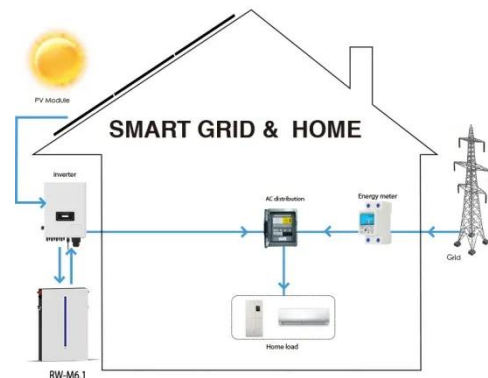 PV Module
SMART GRID & HOME
inverter
AC distribution
Energy meter
Grid
Home load
RW-M6.1